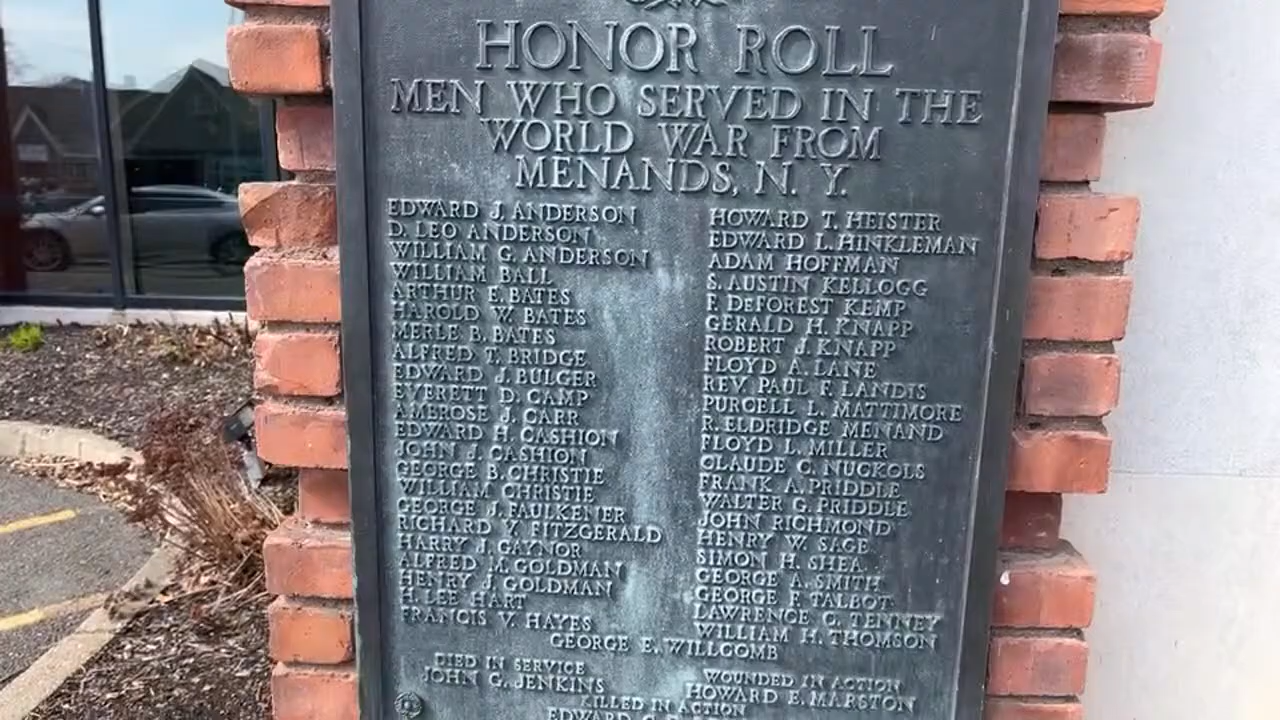 HONOR ROLL
MEN WHO SERVED IN THE
WORLD WAR FROM
MENANDS, N. Y.
EDWARD J. ANDERSON
D. LEO ANDERSON
WILLIAM G. ANDERSON
WILLIAM BALL
ARTHUR E. BATES
HAROLD W. BATES
MERLE B. BATES
ALFRED T. BRIDGE
EDWARD J. BULGER
EVERETT D. CAMP
AMBROSE J. CARR
EDWARD H. CASHION
JOHN J. CASHION
GEORGE B. CHRISTIE
WILLIAM CHRISTIE
GEORGE J. FAULKENER
RICHARD V. FITZGERALD
HARRY J. GAYNOR
ALFRED M. GOLDMAN
HENRY J. GOLDMAN
H. LEE HART
FRANCIS V. HAYES
HOWARD T. HEISTER
EDWARD L. HINKLEMAN
ADAM HOFFMAN
S. AUSTIN KELLOGG
F. DEFOREST KEMP
GERALD H. KNAPP
ROBERT J. KNAPP
FLOYD A. LANE
REV. PAUL F. LANDIS
PURCELL L. MATTIMORE
R. ELDRIDGE MENAND
FLOYD L. MILLER
CLAUDE C. NUCKOLS
FRANK A. PRIDDLE
WALTER G. PRIDDLE
JOHN RICHMOND
HENRY W. SAGE
SIMON H. SHEA
GEORGE A. SMITH
GEORGE F. TALBOT
LAWRENCE C. TENNEY
WILLIAM H. THOMSON
GEORGE E. WILLCOMB
DIED IN SERVICE
JOHN G. JENKINS
WOUNDED IN ACTION
HOWARD E. MARSTON
KILLED IN ACTION
EDWARD